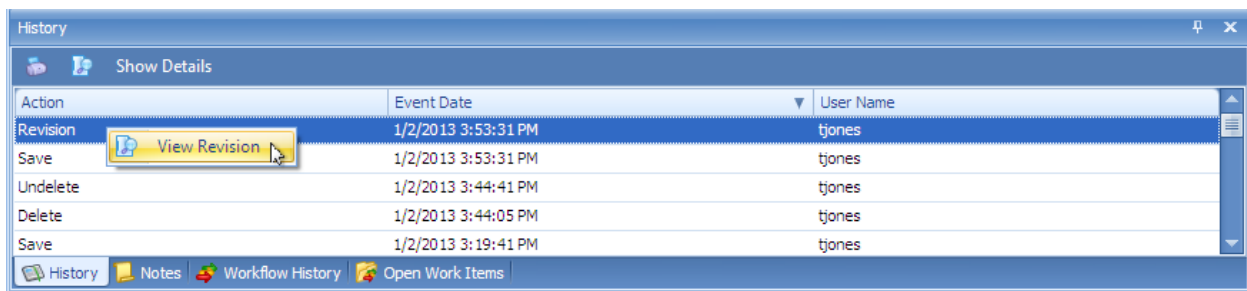 History
Show Details
Action Event Date User Name
Revision 1/2/2013 3:53:31 PM tjones
View Revision
Save 1/2/2013 3:53:31 PM tjones
Undelete 1/2/2013 3:44:41 PM tjones
Delete 1/2/2013 3:44:05 PM tjones
Save 1/2/2013 3:19:41 PM tjones
History Notes Workflow History Open Work Items